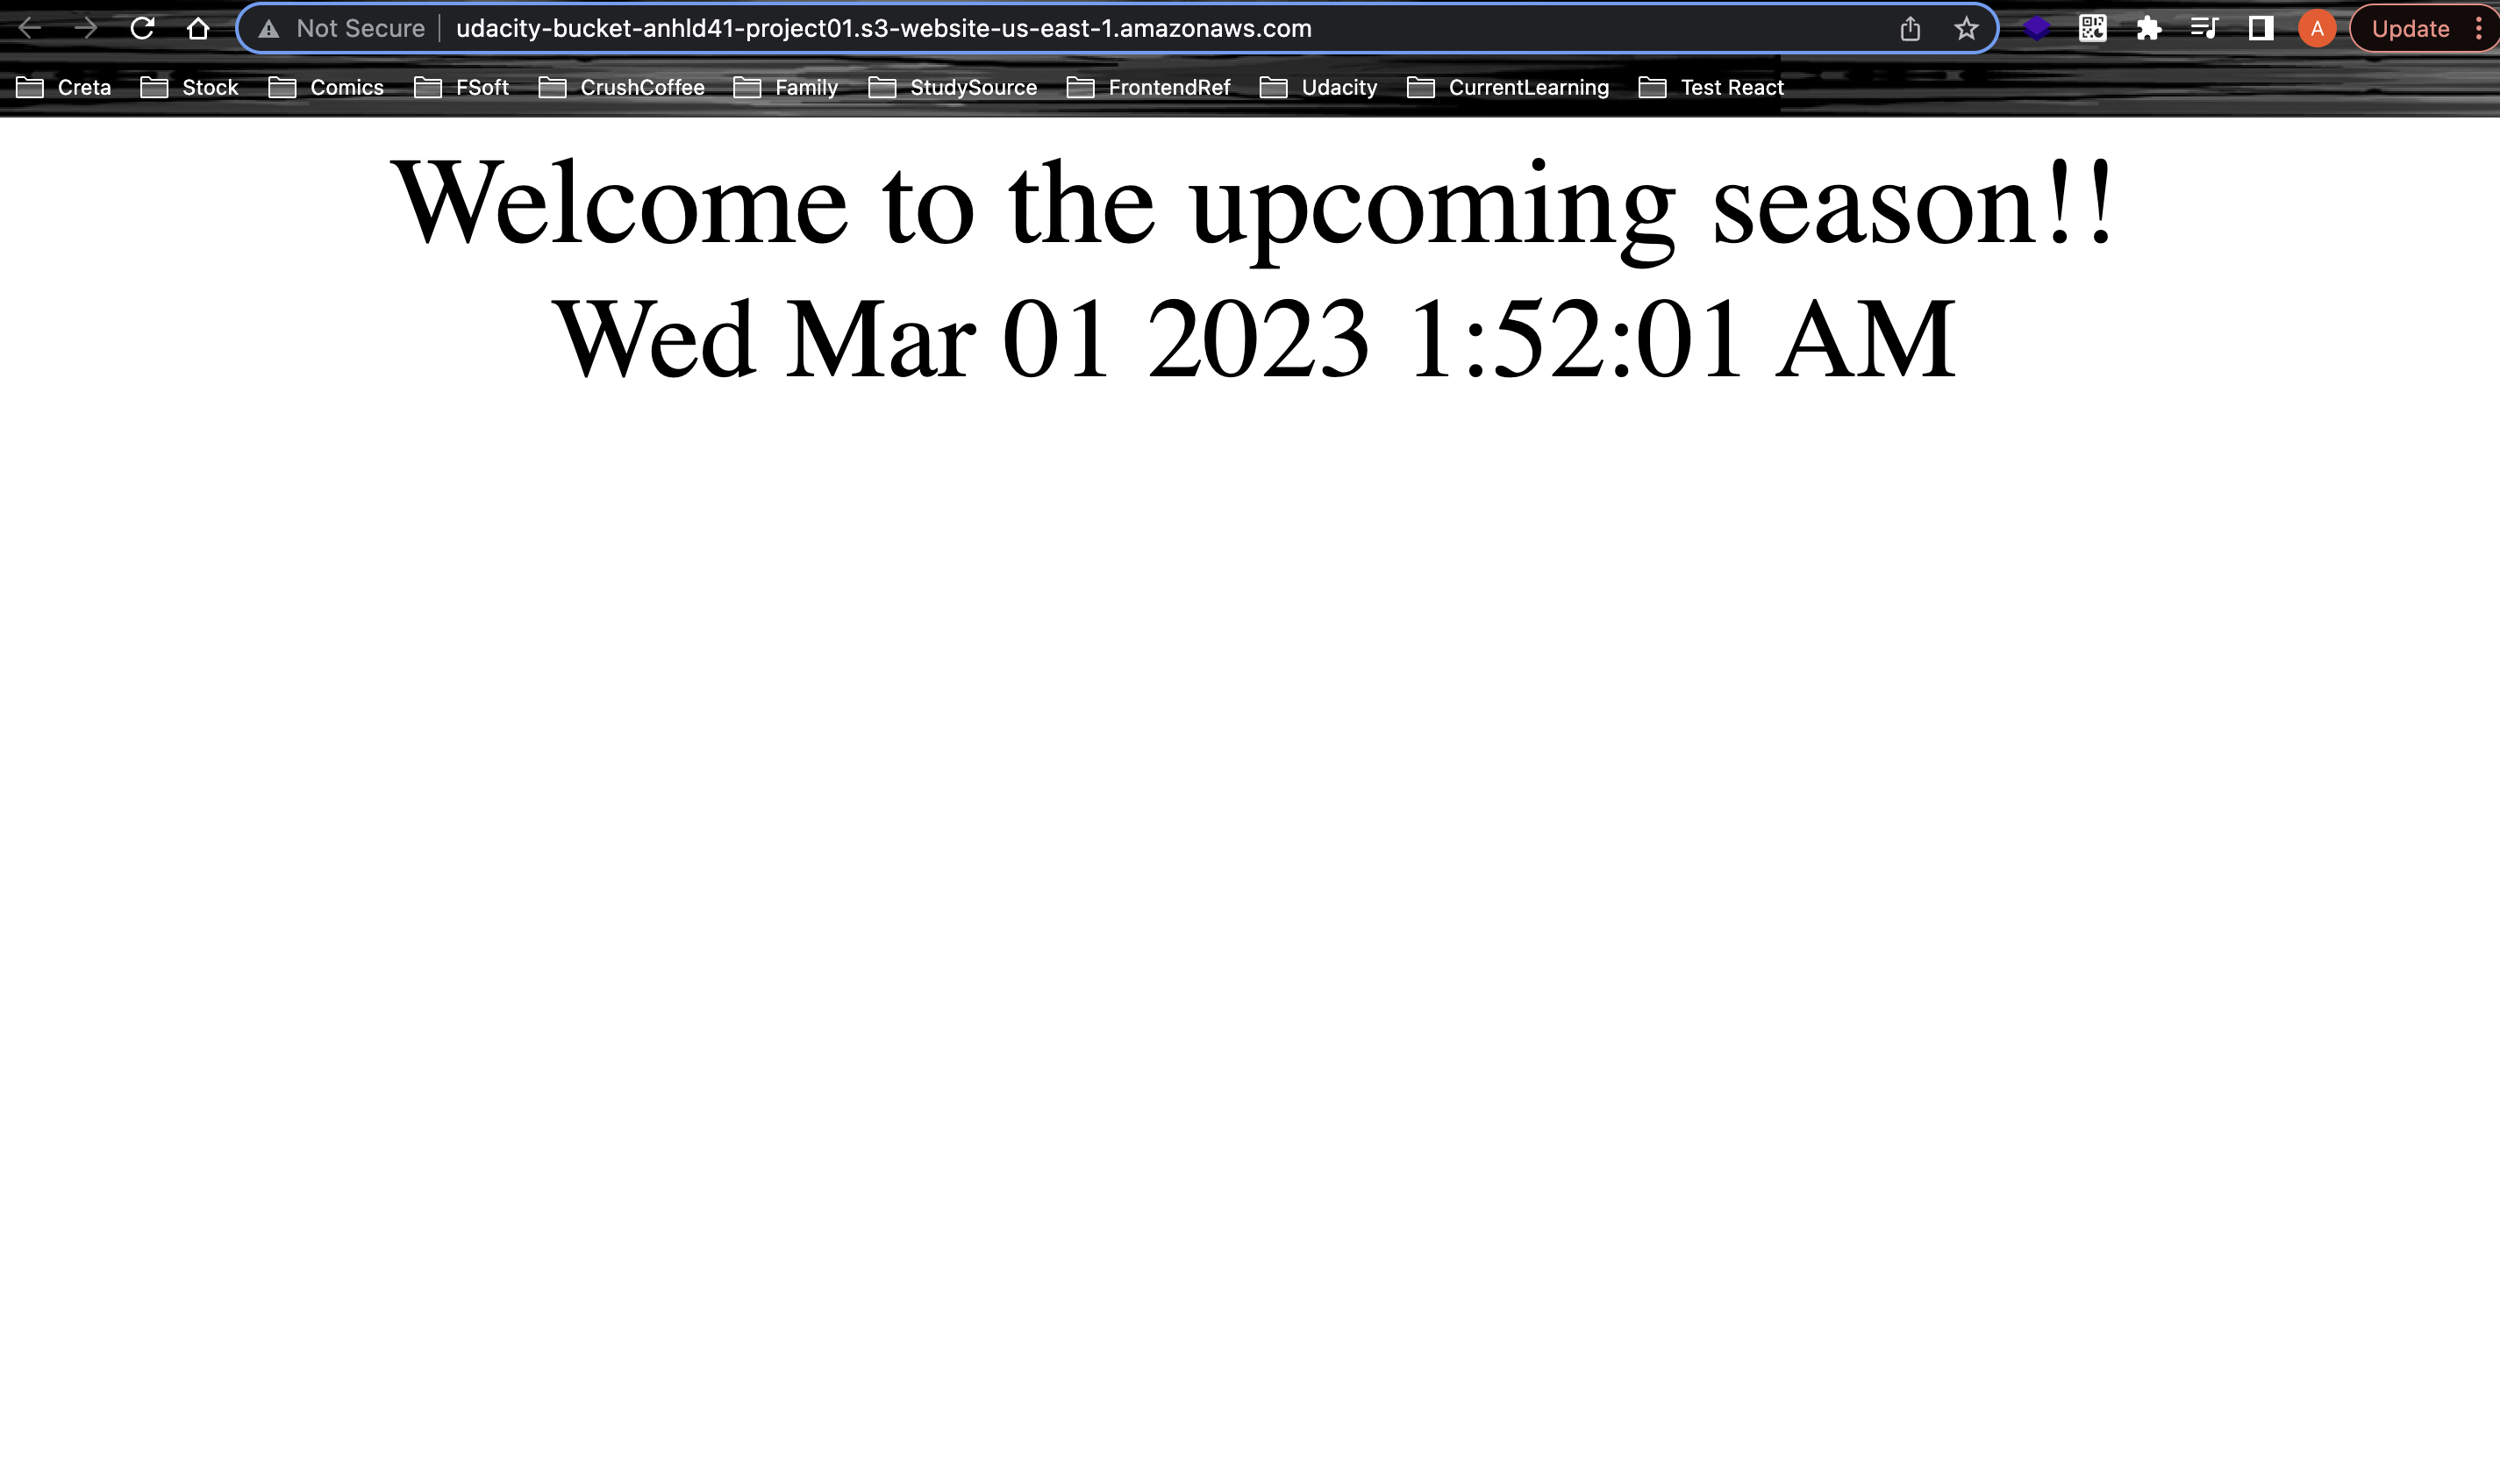 Not Secure udacity-bucket-anhld41-project01.s3-website-us-east-1.amazonaws.com A Update
Creta Stock Comics FSoft CrushCoffee Family StudySource FrontendRef Udacity CurrentLearning Test React
Welcome to the upcoming season!!
Wed Mar 01 2023 1:52:01 AM